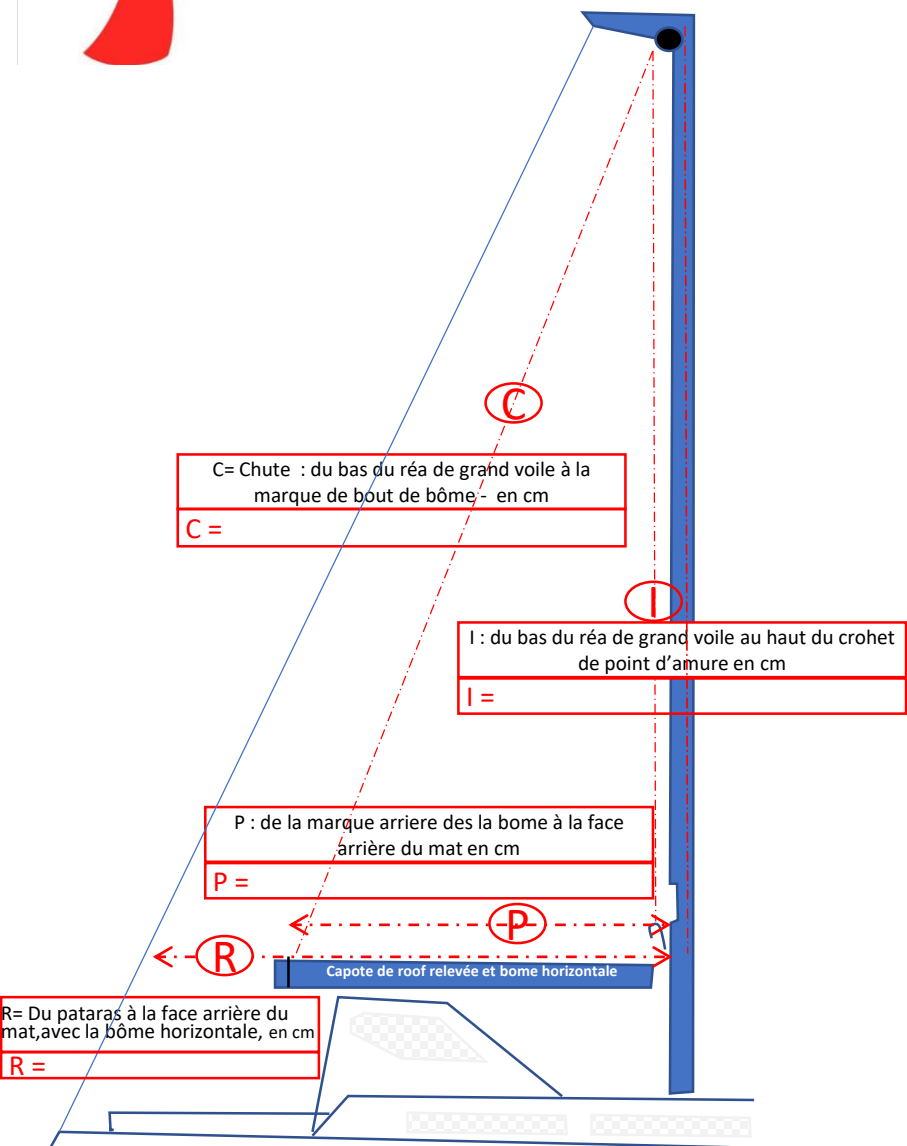 C
C= Chute : du bas du réa de grand voile à la
marque de bout de bôme - en cm
C =
I
I : du bas du réa de grand voile au haut du crohet
de point d’amure en cm
I =
P : de la marque arriere des la bome à la face
arrière du mat en cm
P =
P
R
Capote de roof relevée et bome horizontale
R= Du pataras à la face arrière du
mat,avec la bôme horizontale, en cm
R =